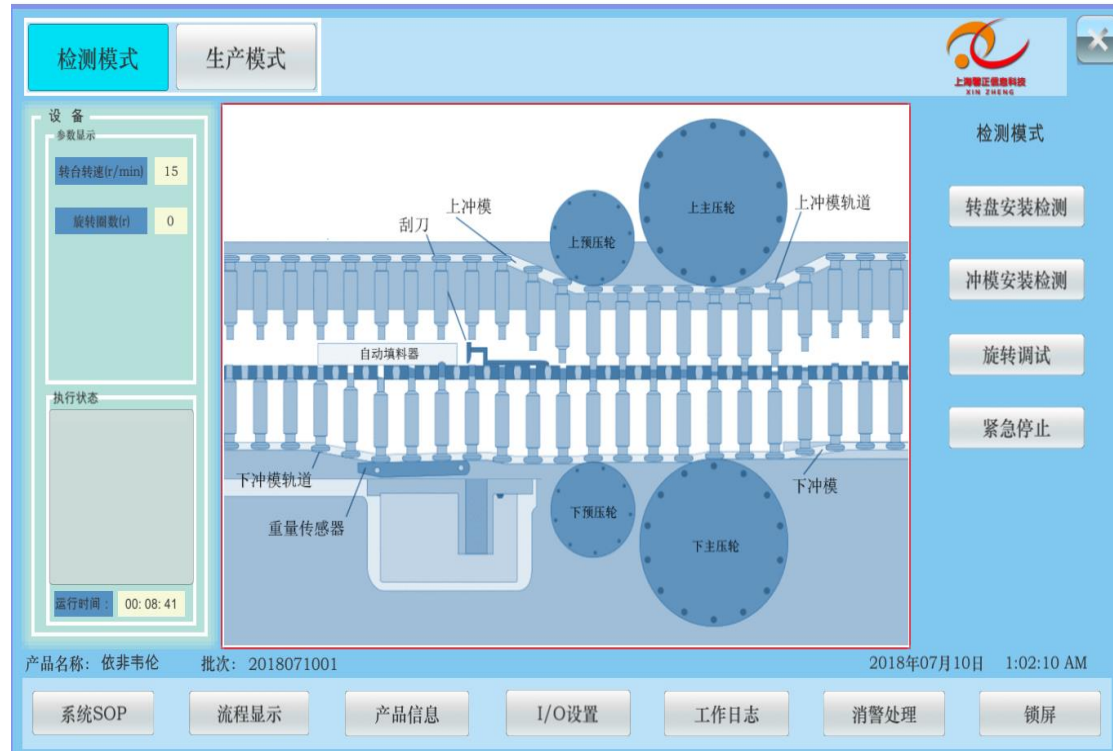 检测模式
生产模式
上海馨正信息科技
XIN ZHENG
设 备
参数显示
转台转速(r/min) 15
旋转圈数(r) 0
执行状态
运行时间： 00:08:41
上冲模
刮刀
上预压轮
上主压轮
上冲模轨道
自动填料器
下冲模轨道
重量传感器
下预压轮
下主压轮
下冲模
检测模式
转盘安装检测
冲模安装检测
旋转调试
紧急停止
产品名称: 依非韦伦 批次: 2018071001 2018年07月10日 1:02:10 AM
系统SOP 流程显示 产品信息 I/O设置 工作日志 消警处理 锁屏